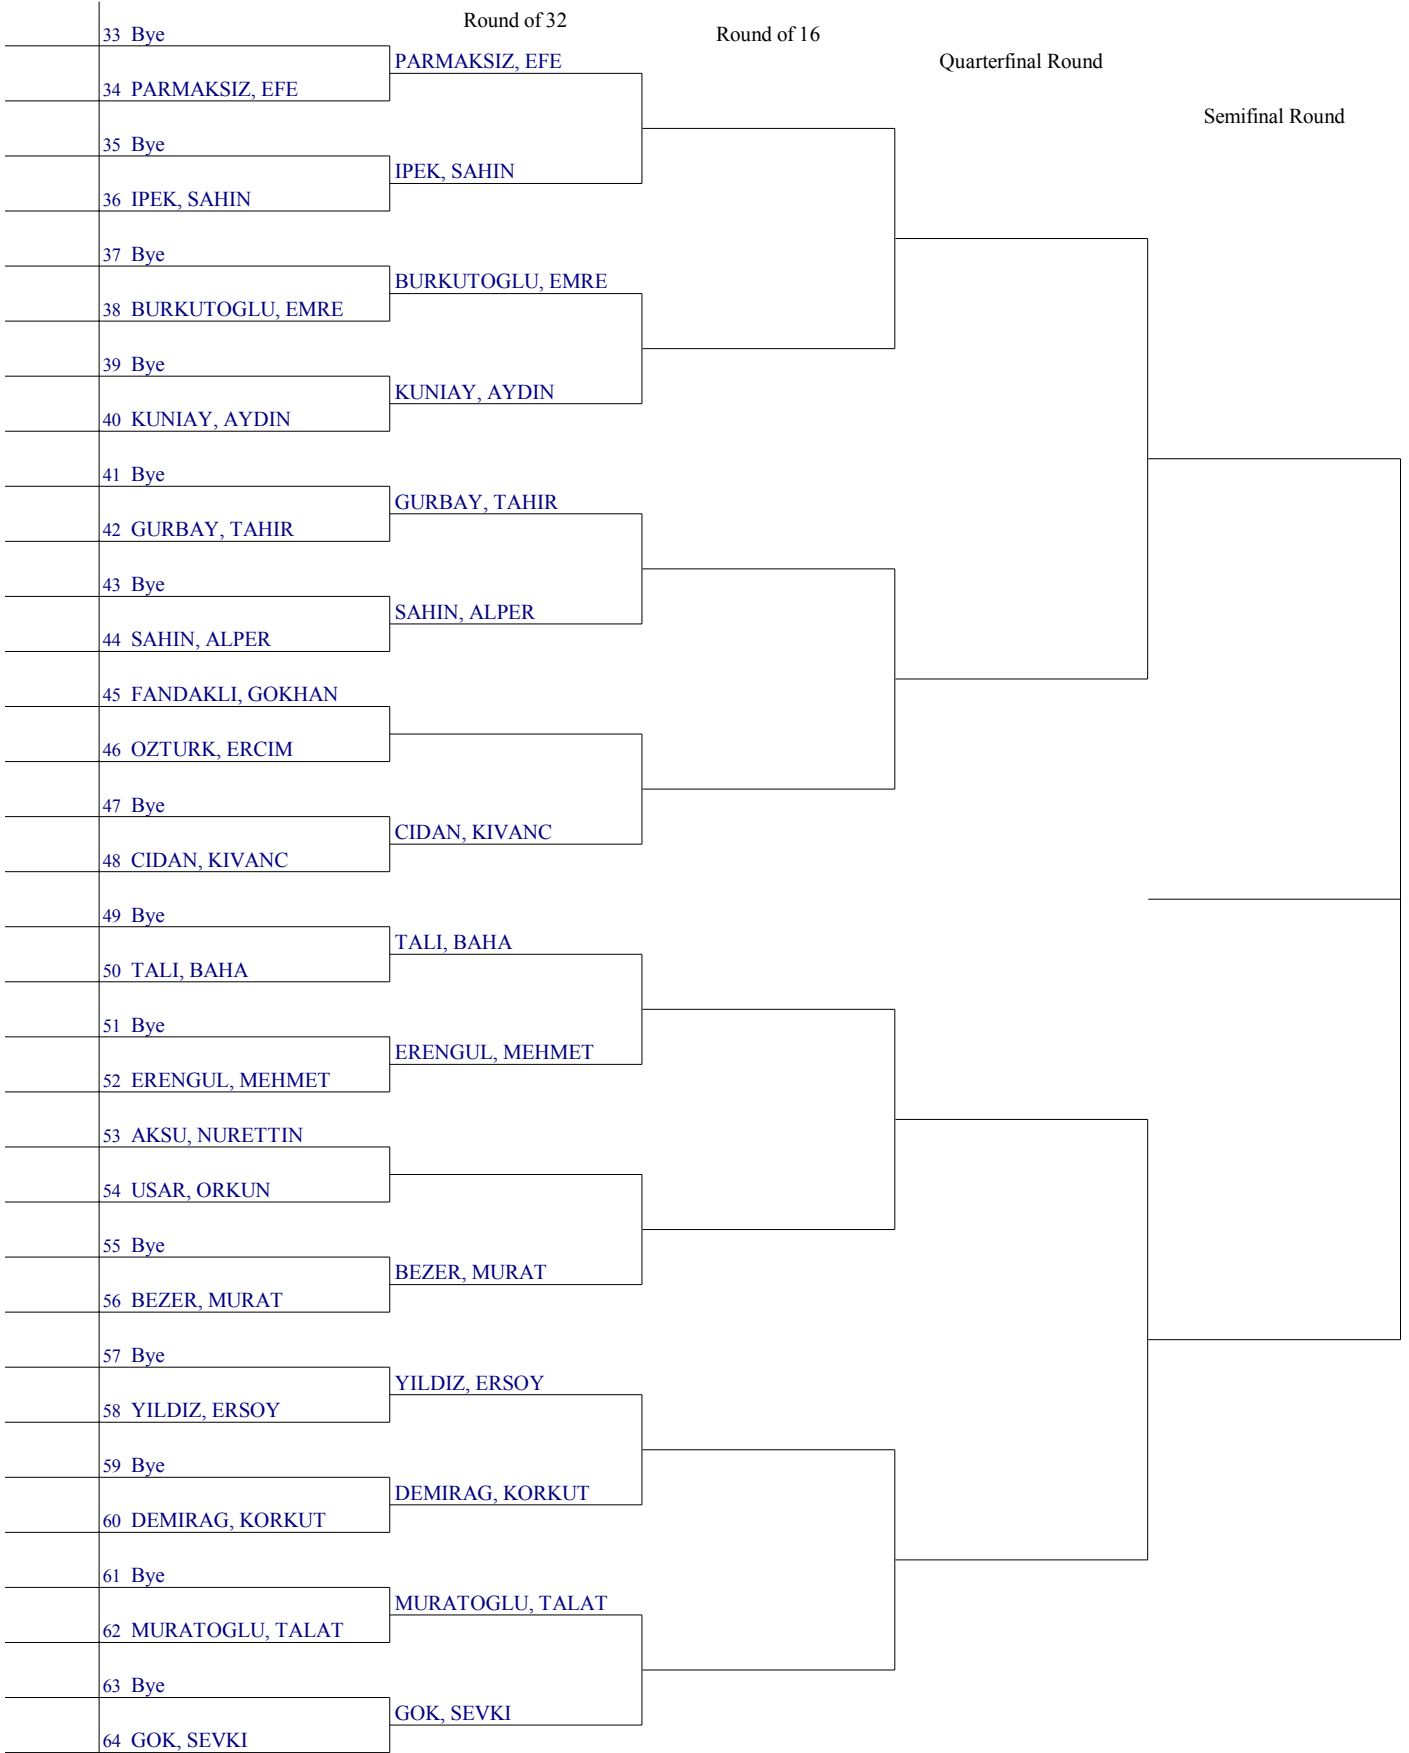 Round of 32
Round of 16
Quarterfinal Round
Semifinal Round
33 Bye
PARMAKSIZ, EFE
34 PARMAKSIZ, EFE
35 Bye
IPEK, SAHIN
36 IPEK, SAHIN
37 Bye
BURKUTOGLU, EMRE
38 BURKUTOGLU, EMRE
39 Bye
KUNIAY, AYDIN
40 KUNIAY, AYDIN
41 Bye
GURBAY, TAHIR
42 GURBAY, TAHIR
43 Bye
SAHIN, ALPER
44 SAHIN, ALPER
45 FANDAKLI, GOKHAN
46 OZTURK, ERCIM
47 Bye
CIDAN, KIVANC
48 CIDAN, KIVANC
49 Bye
TALI, BAHA
50 TALI, BAHA
51 Bye
ERENGUL, MEHMET
52 ERENGUL, MEHMET
53 AKSU, NURETTIN
54 USAR, ORKUN
55 Bye
BEZER, MURAT
56 BEZER, MURAT
57 Bye
YILDIZ, ERSOY
58 YILDIZ, ERSOY
59 Bye
DEMIRAG, KORKUT
60 DEMIRAG, KORKUT
61 Bye
MURATOGLU, TALAT
62 MURATOGLU, TALAT
63 Bye
GOK, SEVKI
64 GOK, SEVKI